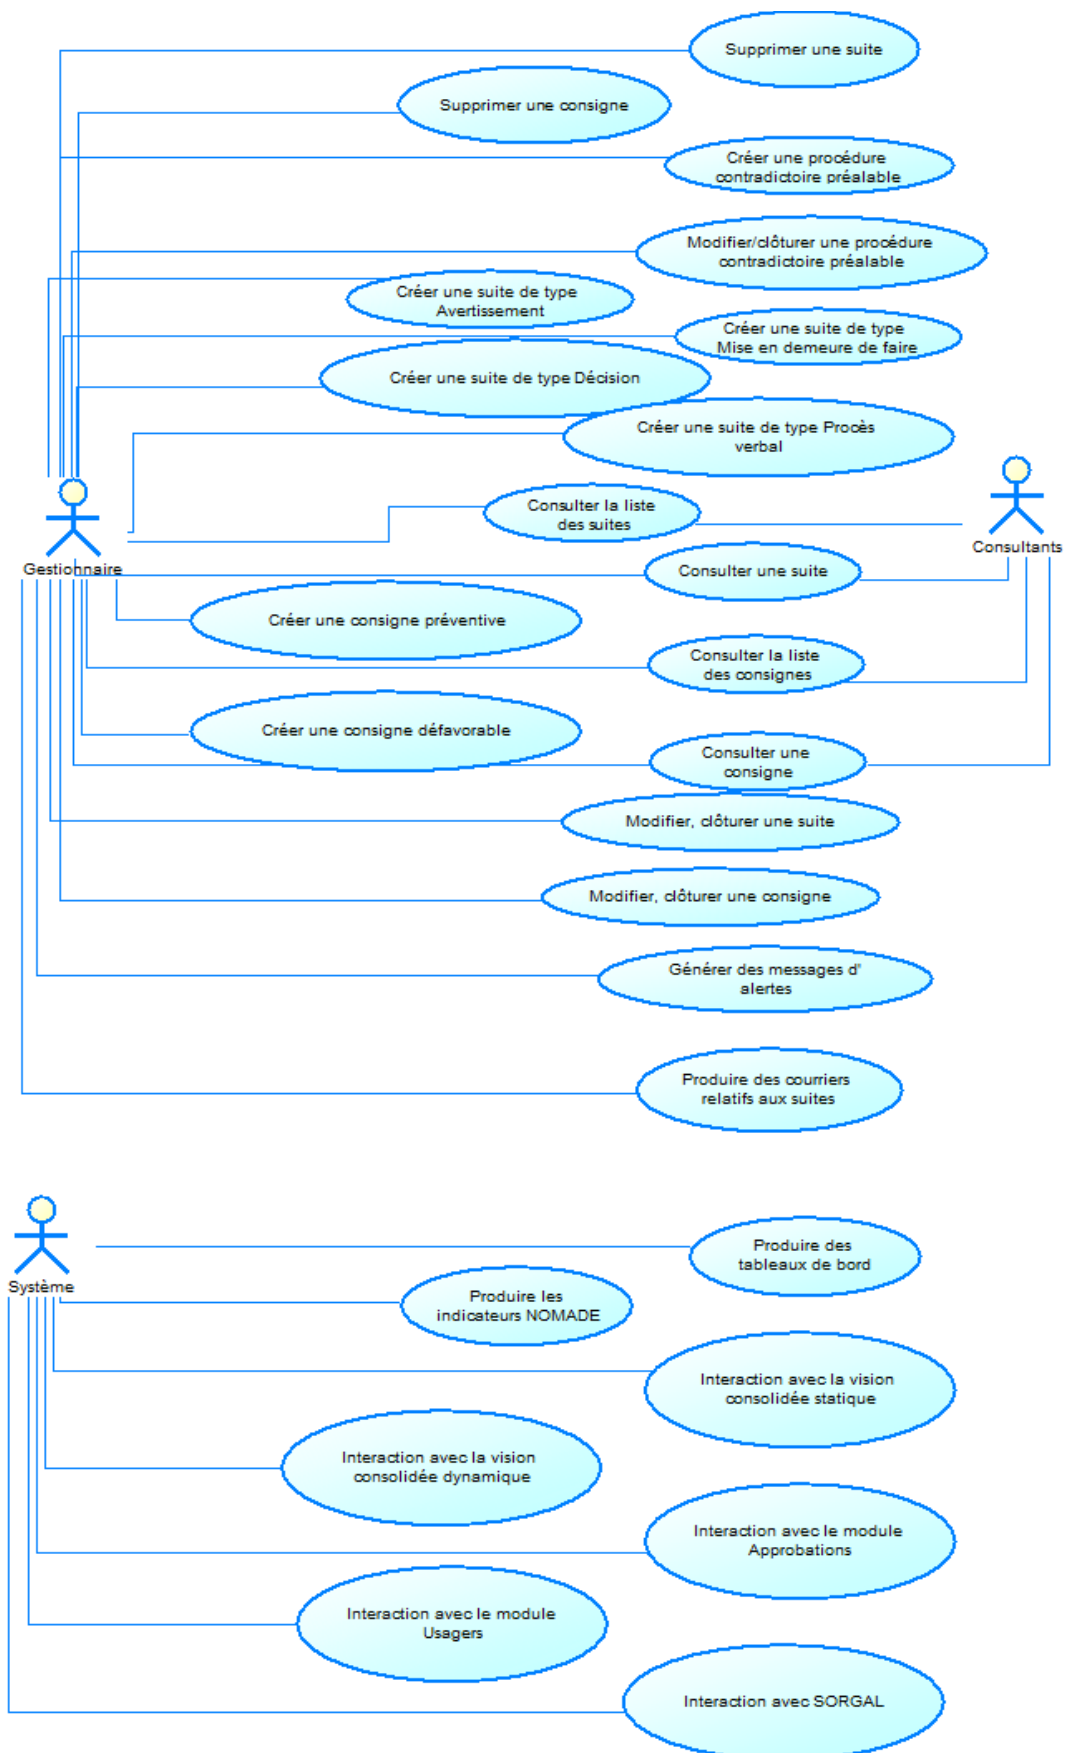 Supprimer une suite
Supprimer une consigne
Créer une procédure
contradictoire préalable
Modifier/clôturer une procédure
contradictoire préalable
Créer une suite de type
Avertissement
Créer une suite de type
Mise en demeure de faire
Créer une suite de type Décision
Créer une suite de type Procès
verbal
Consulter la liste
des suites
Consultants
Gestionnaire
Consulter une suite
Créer une consigne préventive
Consulter la liste
des consignes
Créer une consigne défavorable
Consulter une
consigne
Modifier, clôturer une suite
Modifier, clôturer une consigne
Générer des messages d'
alertes
Produire des courriers
relatifs aux suites
Système
Produire des
tableaux de bord
Produire les
indicateurs NOMADE
Interaction avec la vision
consolidée statique
Interaction avec la vision
consolidée dynamique
Interaction avec le module
Approbations
Interaction avec le module
Usagers
Interaction avec SORGAL